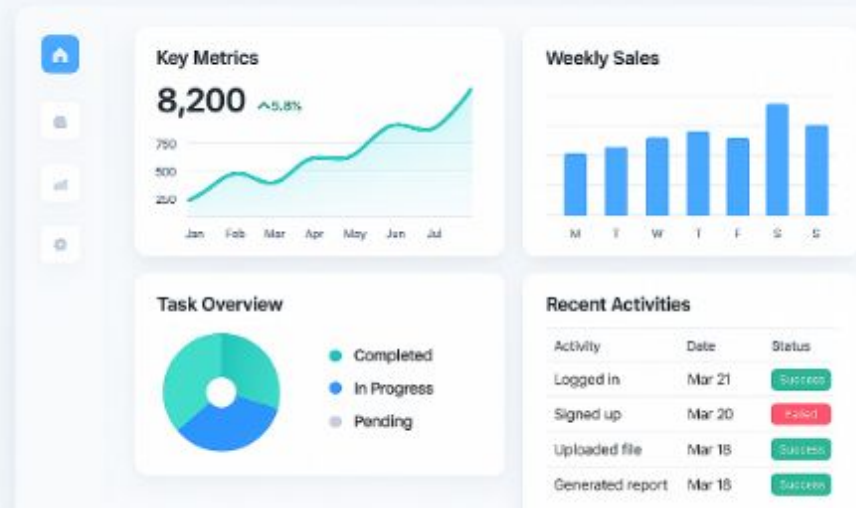 Key Metrics
8,200 5.8%
750
500
250
Jan Feb Mar Apr May Jun Jul
Weekly Sales
M T W T F S S
Task Overview
Completed
In Progress
Pending
Recent Activities
Activity Date Status
Logged in Mar 21 Success
Signed up Mar 20 Failed
Uploaded file Mar 18 Success
Generated report Mar 18 Success